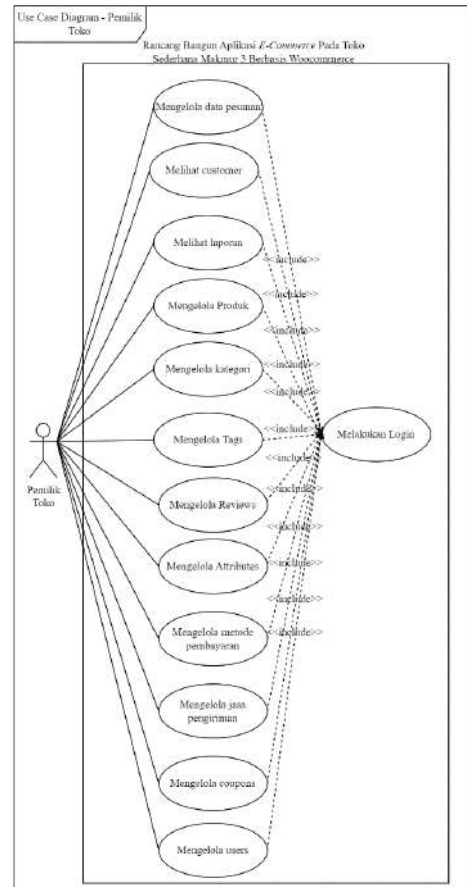 Use Case Diagram - Pemilik
Toko
Rancang Bangun Aplikasi E-Commerce Pada Toko
Sederhana Makmur 3 Berbasis Woocommerce
Mengelola data pesanan
Melihat customer
Melihat laporan
<<include>>
Mengelola Produk
<<include>>
<<include>>
Mengelola kategori
<<include>>
<<include>>
Mengelola Tags
<<include>>
Melakukan Login
<<include>>
Pemilik
Toko
Mengelola Reviews
<<include>>
<<include>>
Mengelola Attributes
<<include>>
<<include>>
Mengelola metode
pembayaran
<<include>>
Mengelola jasa
pengiriman
Mengelola coupons
Mengelola users